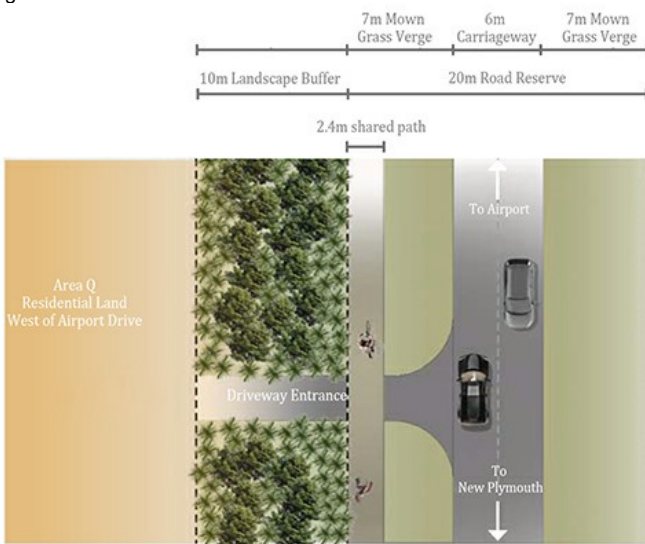 7m Mown
Grass Verge
6m
Carriageway
7m Mown
Grass Verge
10m Landscape Buffer
20m Road Reserve
2.4m shared path
To Airport
Area Q
Residential Land
West of Airport Drive
Driveway Entrance
To
New Plymouth